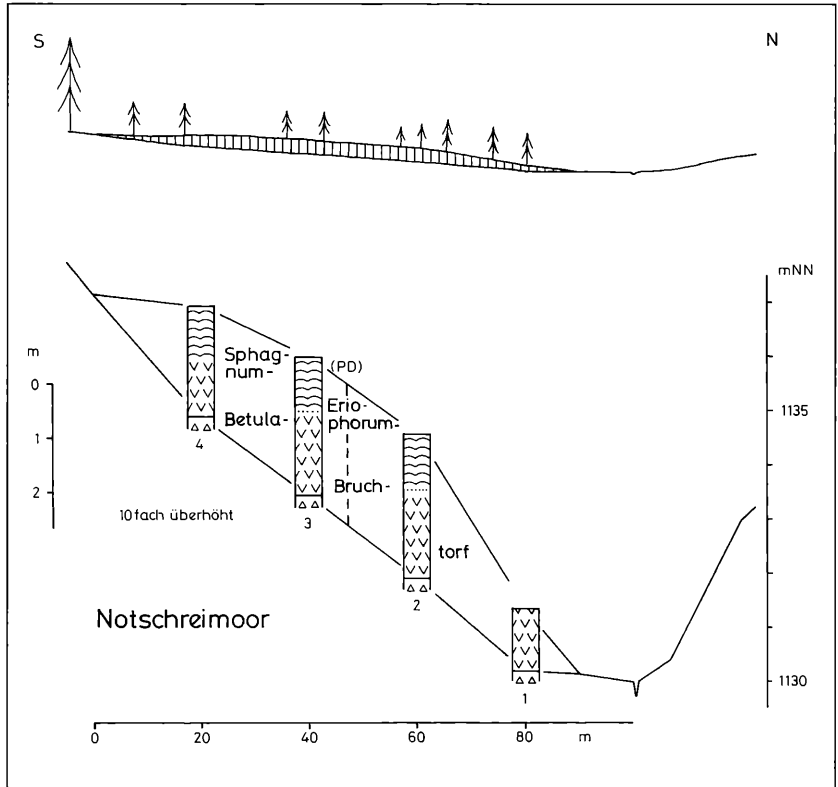 S
N
mNN
m
0
1
2
Sphag-
num-
(PD)
Erio-
phorum-
1135
Betula-
4
Bruch-
3
10fach überhöht
torf
2
Notschreimoor
1
1130
0 20 40 60 80 m